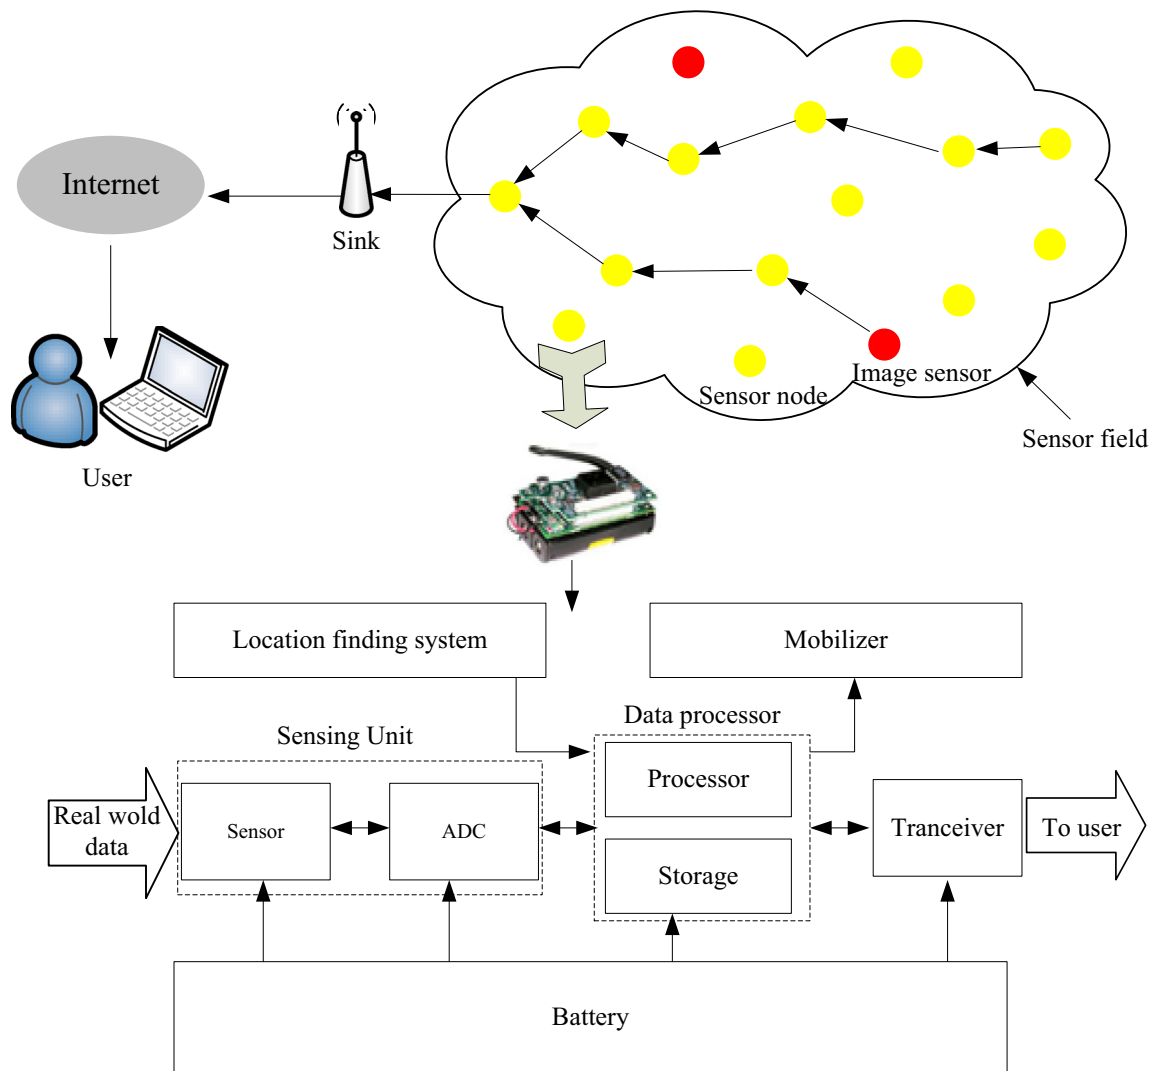 Internet
Sink
User
Sensor node
Image sensor
Sensor field
Location finding system
Mobilizer
Sensing Unit
Data processor
Real wold
data
Sensor
ADC
Processor
Storage
Tranceiver
To user
Battery